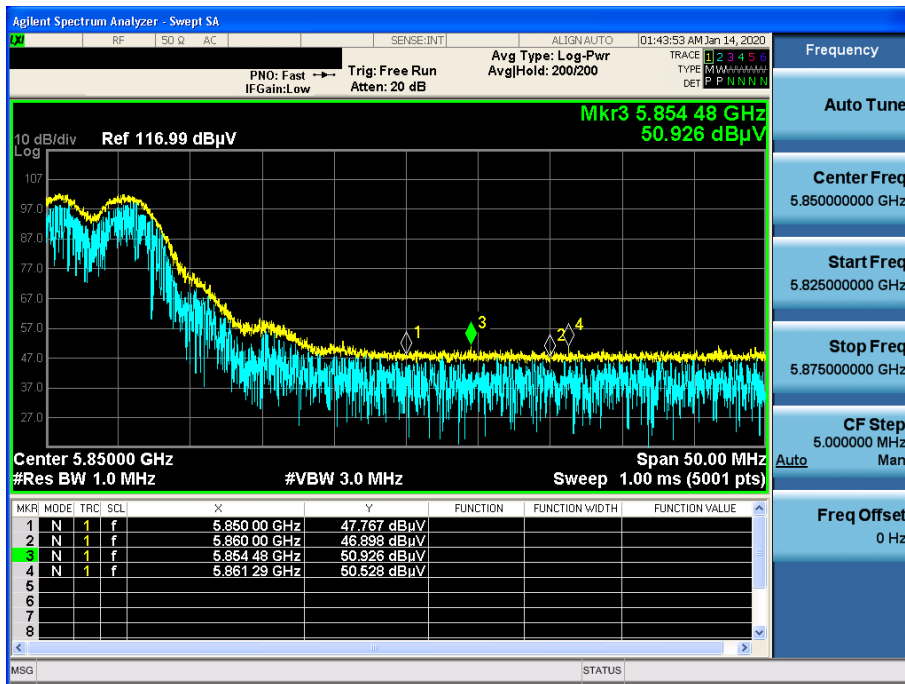 Agilent Spectrum Analyzer - Swept SA
LXI RF 50 Ω AC SENSE:INT ALIGN AUTO 01:43:53 AM Jan 14, 2020
PNO: Fast Trig: Free Run Avg Type: Log-Pwr TRACE 1 2 3 4 5 6
IFGain:Low Atten: 20 dB Avg|Hold: 200/200 TYPE M W W W W W
DET P P N N N N
Mkr3 5.854 48 GHz
50.926 dBµV
10 dB/div Ref 116.99 dBµV
Log
107
97.0
87.0
77.0
67.0
57.0
47.0
37.0
27.0
1
3
2
4
Center 5.85000 GHz Span 50.00 MHz
#Res BW 1.0 MHz #VBW 3.0 MHz Sweep 1.00 ms (5001 pts)
MKR MODE TRC SCL X Y FUNCTION FUNCTION WIDTH FUNCTION VALUE
1 N 1 f 5.850 00 GHz 47.767 dBµV
2 N 1 f 5.860 00 GHz 46.898 dBµV
3 N 1 f 5.854 48 GHz 50.926 dBµV
4 N 1 f 5.861 29 GHz 50.528 dBµV
5
6
7
8
MSG STATUS
Frequency
Auto Tune
Center Freq
5.850000000 GHz
Start Freq
5.825000000 GHz
Stop Freq
5.875000000 GHz
CF Step
5.000000 MHz
Auto Man
Freq Offset
0 Hz